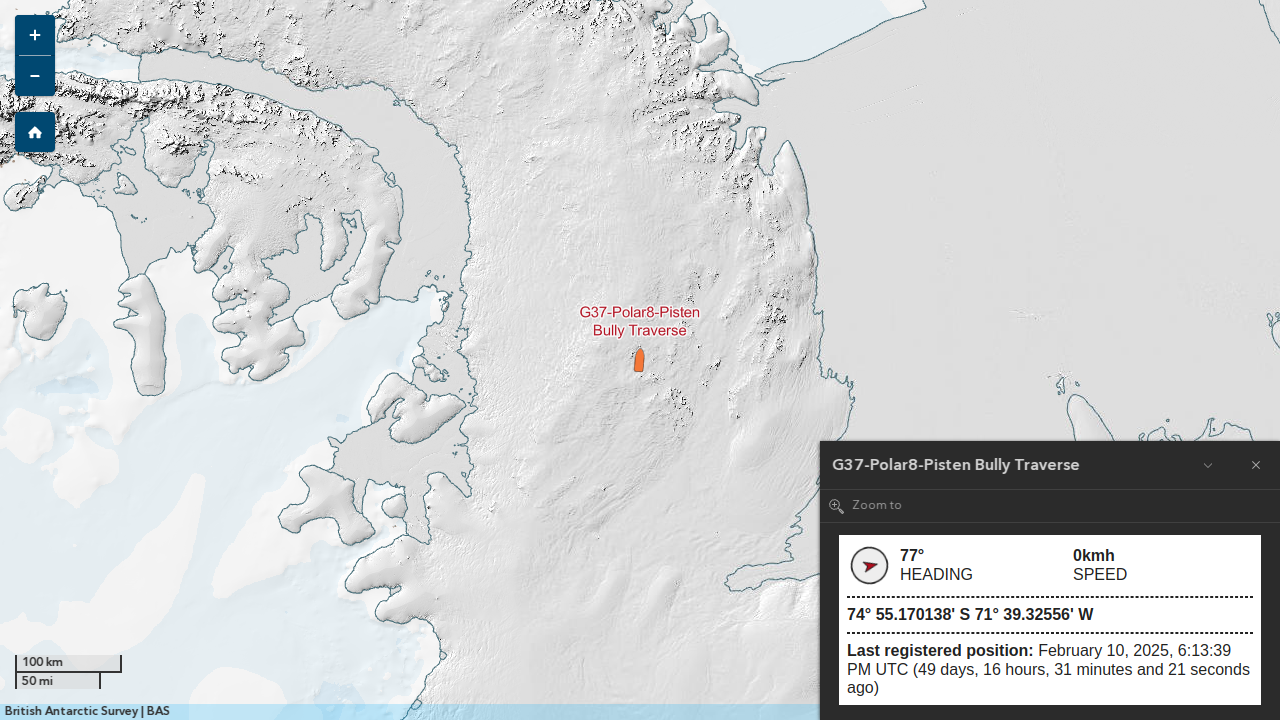 +
−
G37-Polar8-Pisten
Bully Traverse
G37-Polar8-Pisten Bully Traverse
Zoom to
77°
HEADING
0kmh
SPEED
74° 55.170138' S 71° 39.32556' W
Last registered position: February 10, 2025, 6:13:39
PM UTC (49 days, 16 hours, 31 minutes and 21 seconds
ago)
100 km
50 mi
British Antarctic Survey | BAS